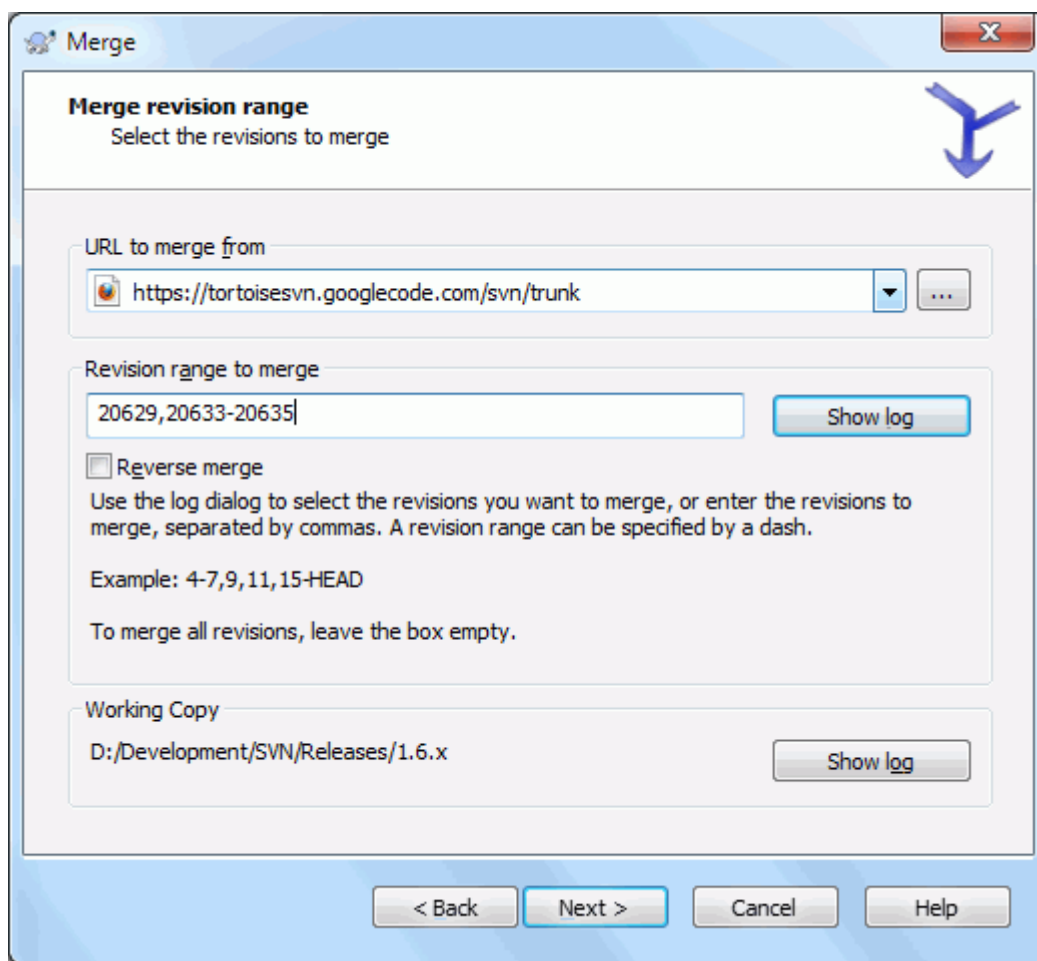 Merge
Merge revision range
Select the revisions to merge
URL to merge from
https://tortoisesvn.googlecode.com/svn/trunk
...
Revision range to merge
20629,20633-20635
Show log
Reverse merge
Use the log dialog to select the revisions you want to merge, or enter the revisions to
merge, separated by commas. A revision range can be specified by a dash.
Example: 4-7,9,11,15-HEAD
To merge all revisions, leave the box empty.
Working Copy
D:/Development/SVN/Releases/1.6.x
Show log
< Back
Next >
Cancel
Help